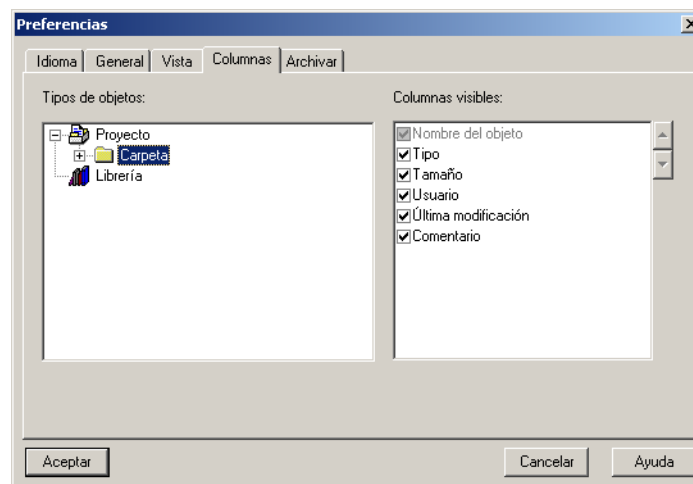 Preferencias
Idioma General Vista Columnas Archivar
Tipos de objetos:
Proyecto
Carpeta
Librería
Columnas visibles:
Nombre del objeto
Tipo
Tamaño
Usuario
Última modificación
Comentario
Aceptar Cancelar Ayuda